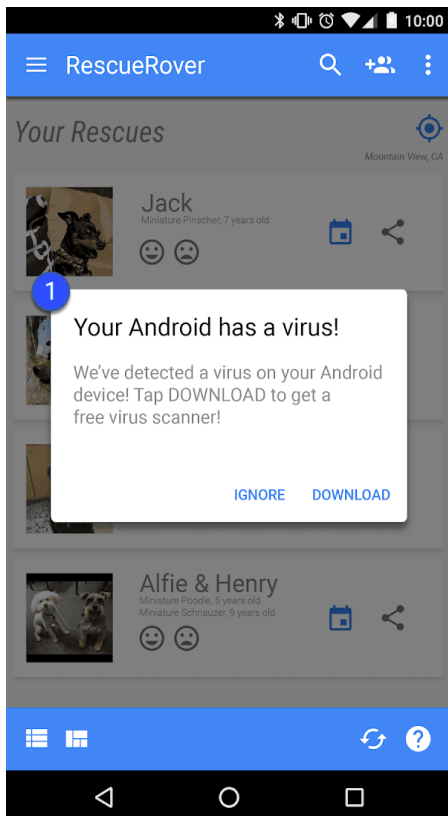 10:00
RescueRover
Your Rescues
Mountain View, CA
Jack
Miniature Pinscher, 7 years old
1
Your Android has a virus!
We've detected a virus on your Android
device! Tap DOWNLOAD to get a
free virus scanner!
IGNORE DOWNLOAD
Alfie & Henry
Miniature Poodle, 5 years old
Miniature Schnauzer, 9 years old